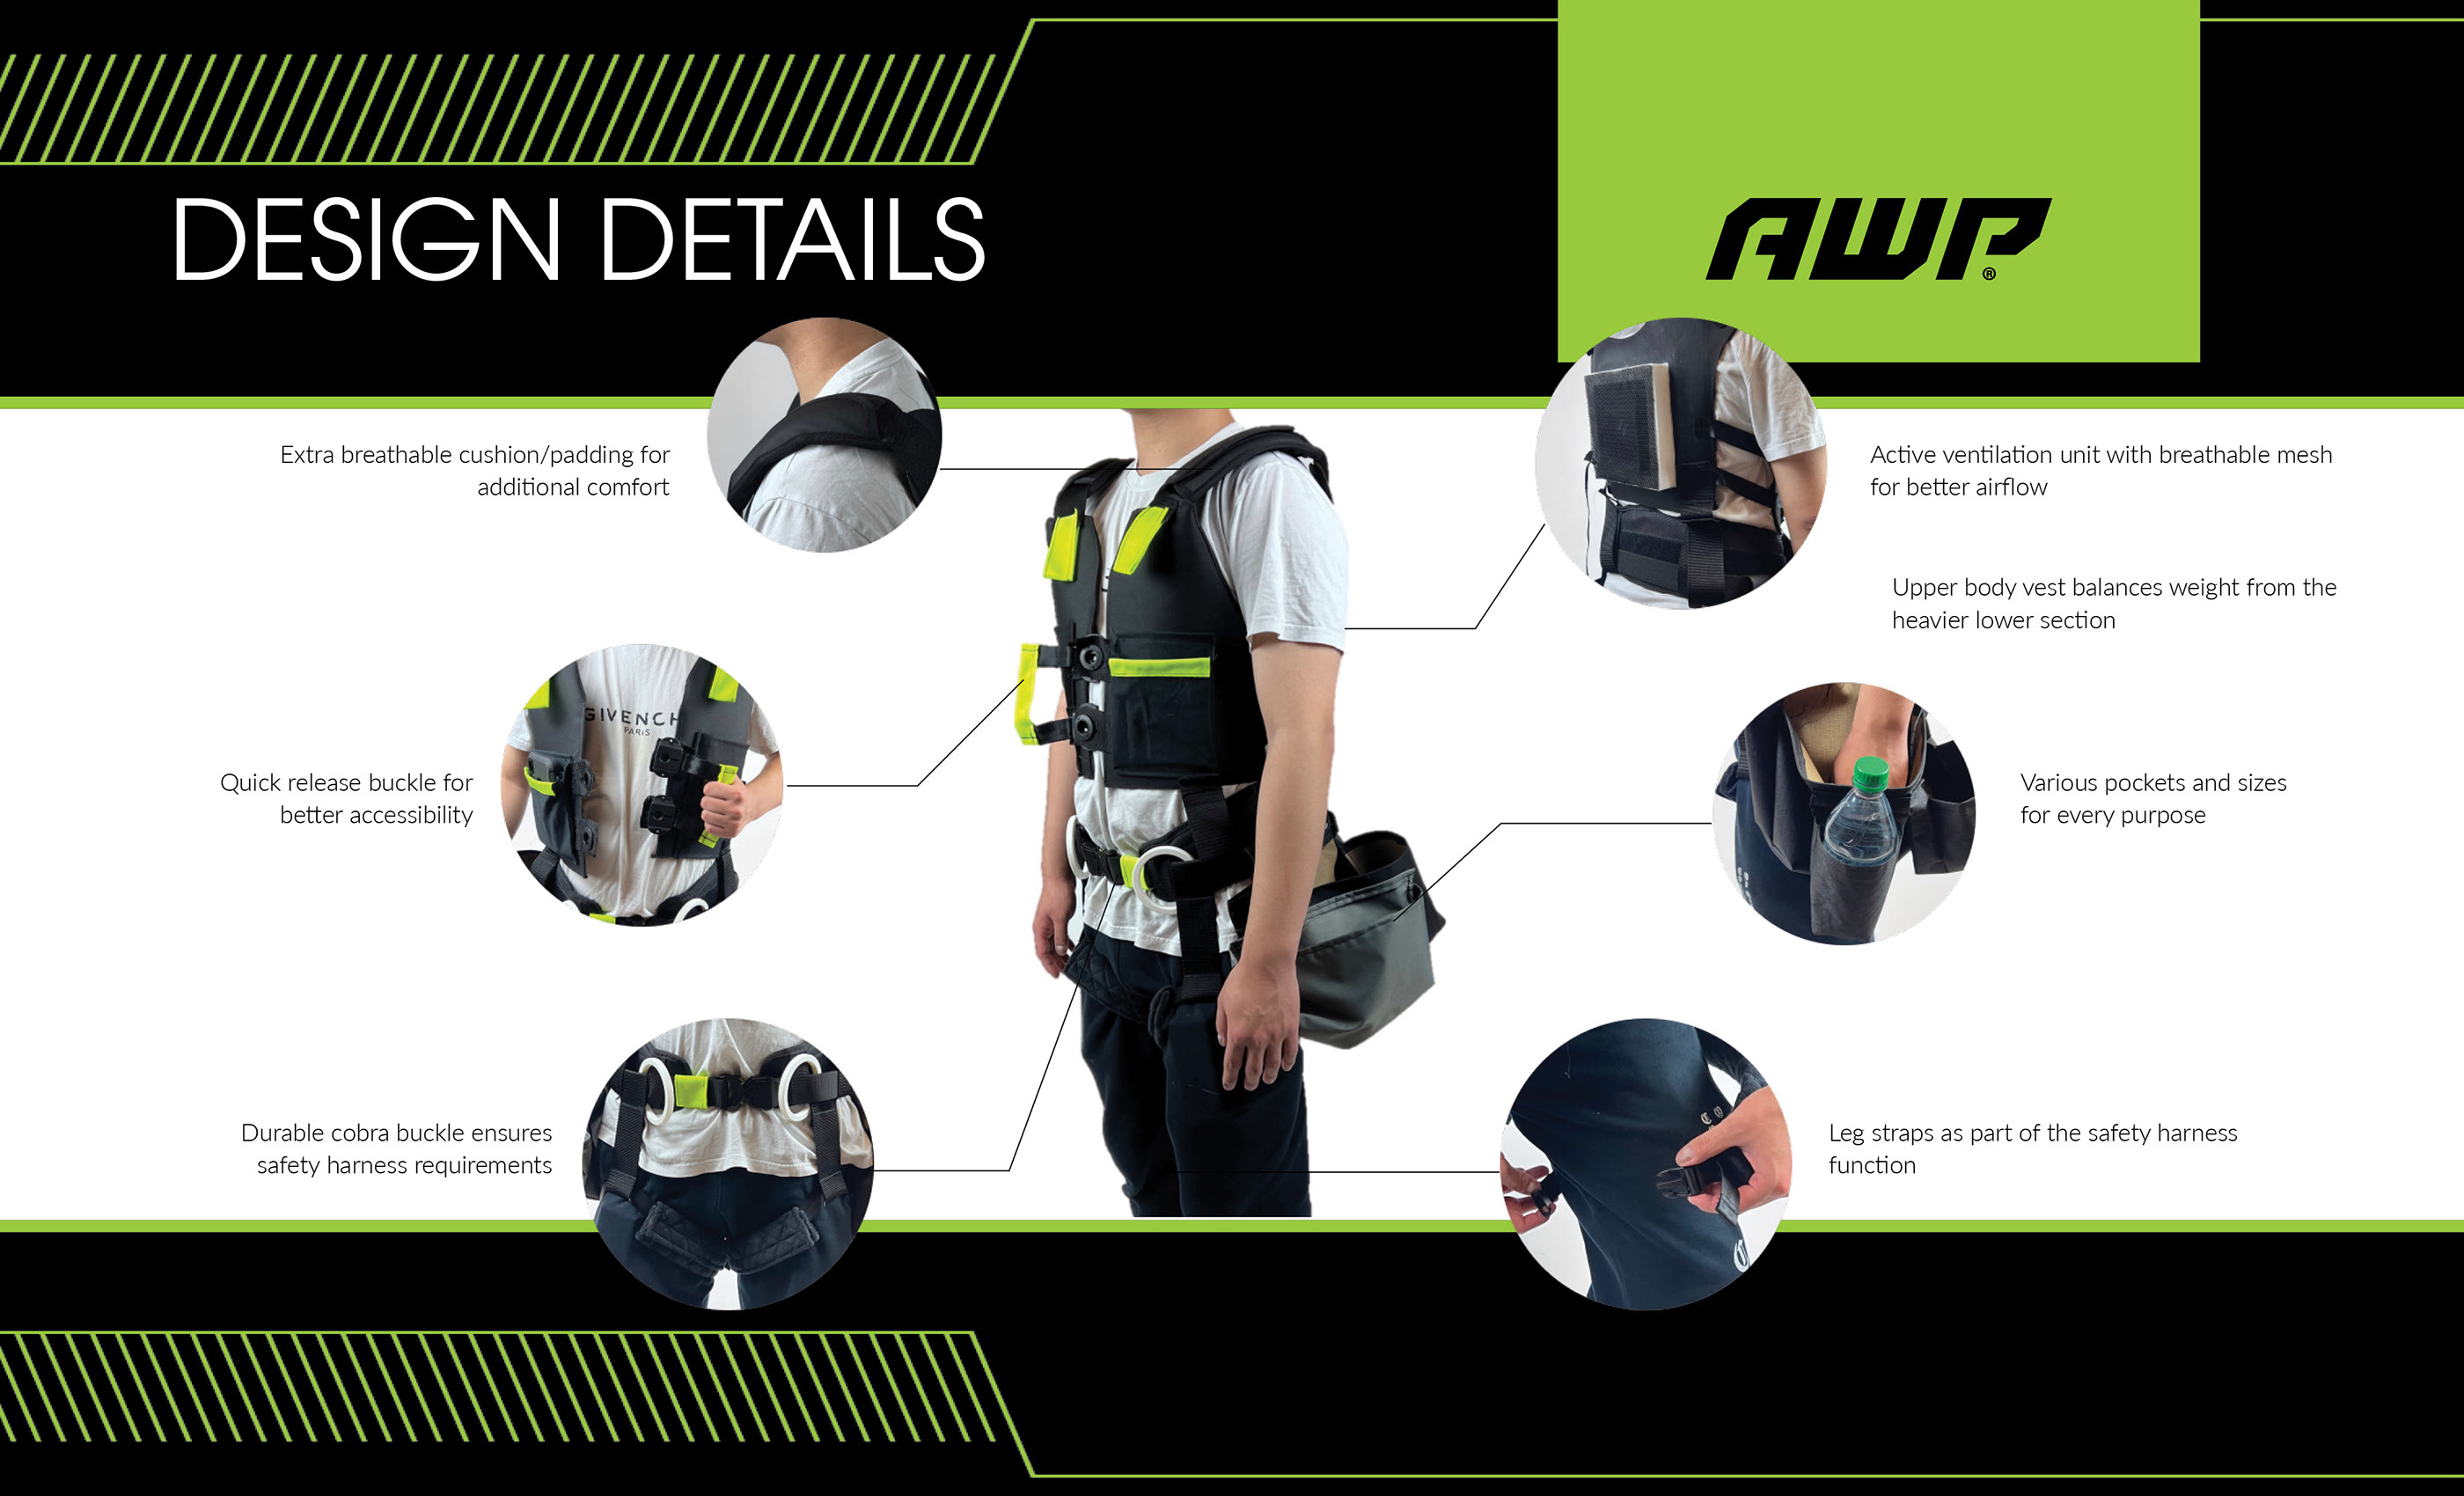 DESIGN DETAILS
AWP®
Extra breathable cushion/padding for
additional comfort
Active ventilation unit with breathable mesh
for better airflow
Upper body vest balances weight from the
heavier lower section
GIVENCH
PARIS
Quick release buckle for
better accessibility
Various pockets and sizes
for every purpose
Durable cobra buckle ensures
safety harness requirements
Leg straps as part of the safety harness
function